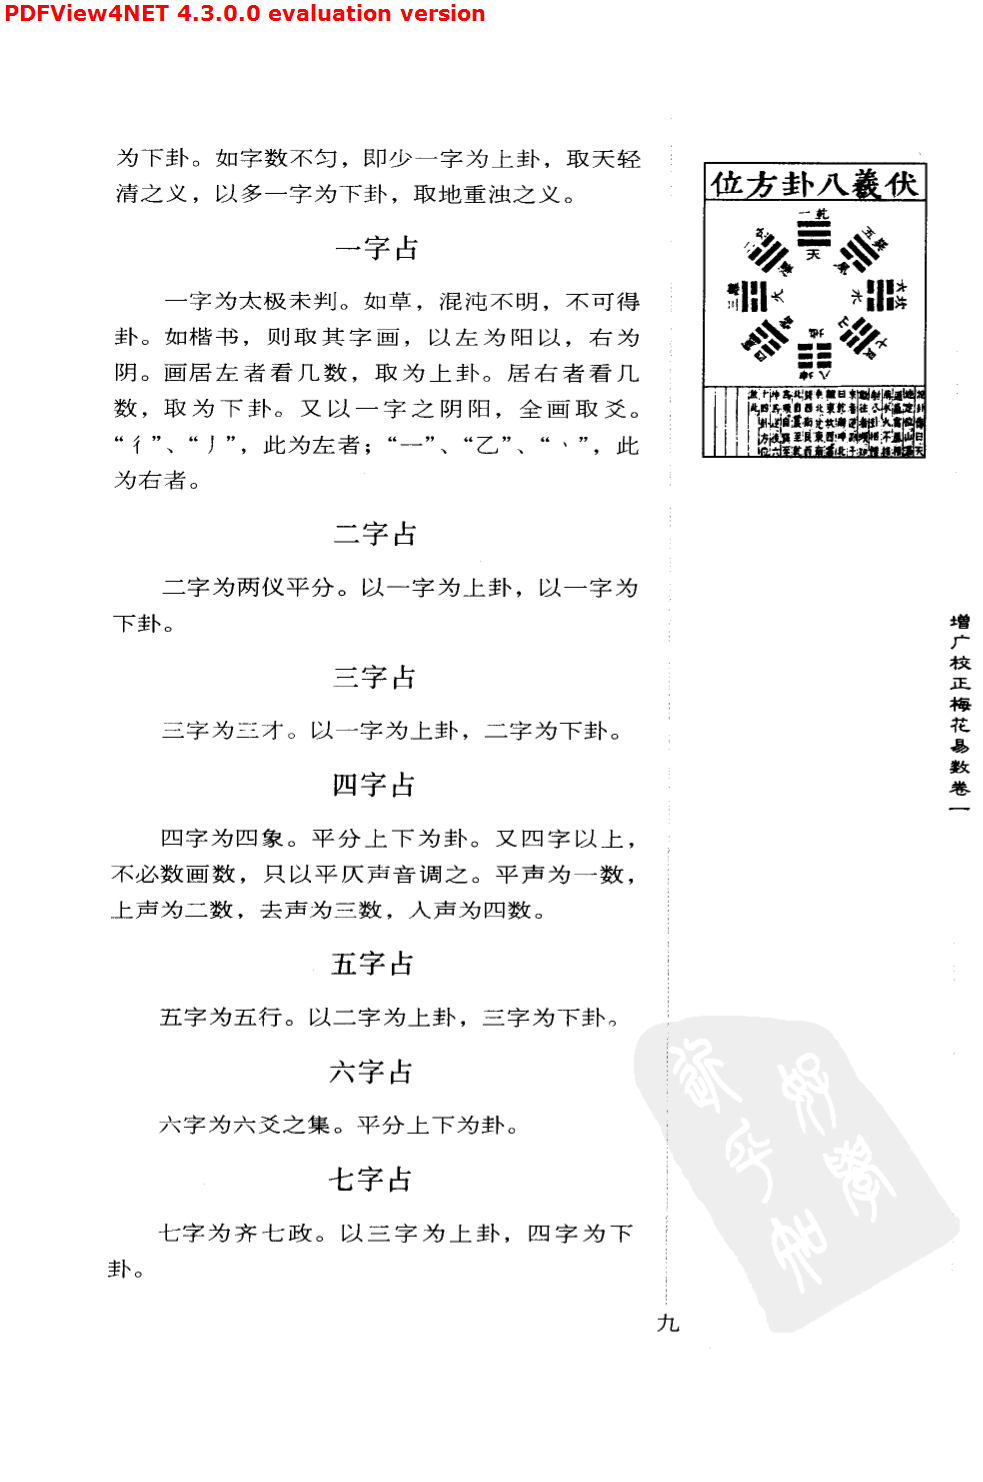 PDFView4NET 4.3.0.0 evaluation version
为下卦。如字数不匀，即少一字为上卦，取天轻
清之义，以多一字为下卦，取地重浊之义。
一字占
一字为太极未判。如草，混沌不明，不可得
卦。如楷书，则取其字画，以左为阳以，右为
阴。画居左者看几数，取为上卦。居右者看几
数，取为下卦。又以一字之阴阳，全画取爻。
“彳”、“丿”，此为左者；“一”、“乙”、“丶”，此
为右者。
二字占
二字为两仪平分。以一字为上卦，以一字为
下卦。
三字占
三字为三才。以一字为上卦，二字为下卦。
四字占
四字为四象。平分上下为卦。又四字以上，
不必数画数，只以平仄声音调之。平声为一数，
上声为二数，去声为三数，入声为四数。
五字占
五字为五行。以二字为上卦，三字为下卦。
六字占
六字为六爻之集。平分上下为卦。
七字占
七字为齐七政。以三字为上卦，四字为下
卦。
位方卦八羲伏
一乾
天
五巽
六坎
水
七艮
地
八坤
火
增广校正梅花易数卷一
九